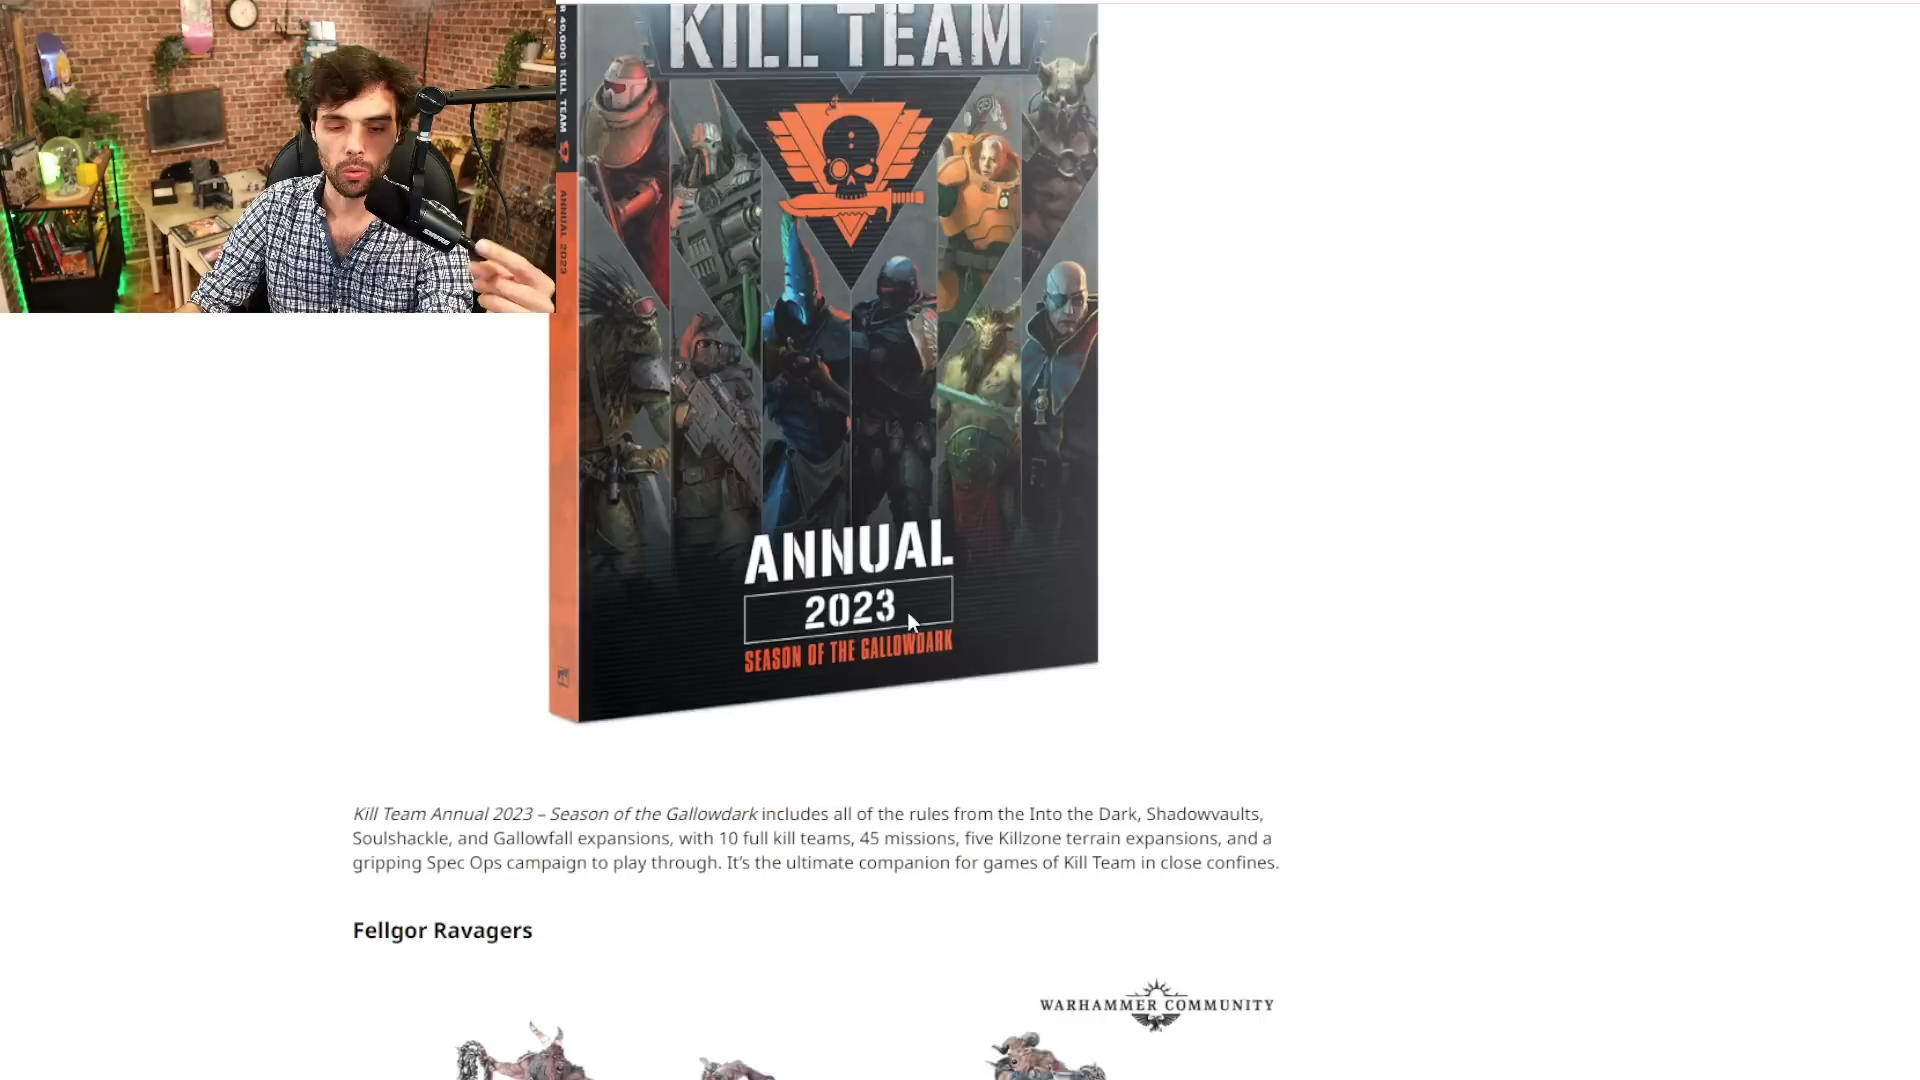 KILL TEAM
R 40,000 KILL TEAM
ANNUAL 2023
SHURE
ANNUAL
2023
SEASON OF THE GALLOWDARK
Kill Team Annual 2023 – Season of the Gallowdark includes all of the rules from the Into the Dark, Shadowvaults,
Soulshackle, and Gallowfall expansions, with 10 full kill teams, 45 missions, five Killzone terrain expansions, and a
gripping Spec Ops campaign to play through. It's the ultimate companion for games of Kill Team in close confines.
Fellgor Ravagers
WARHAMMER COMMUNITY